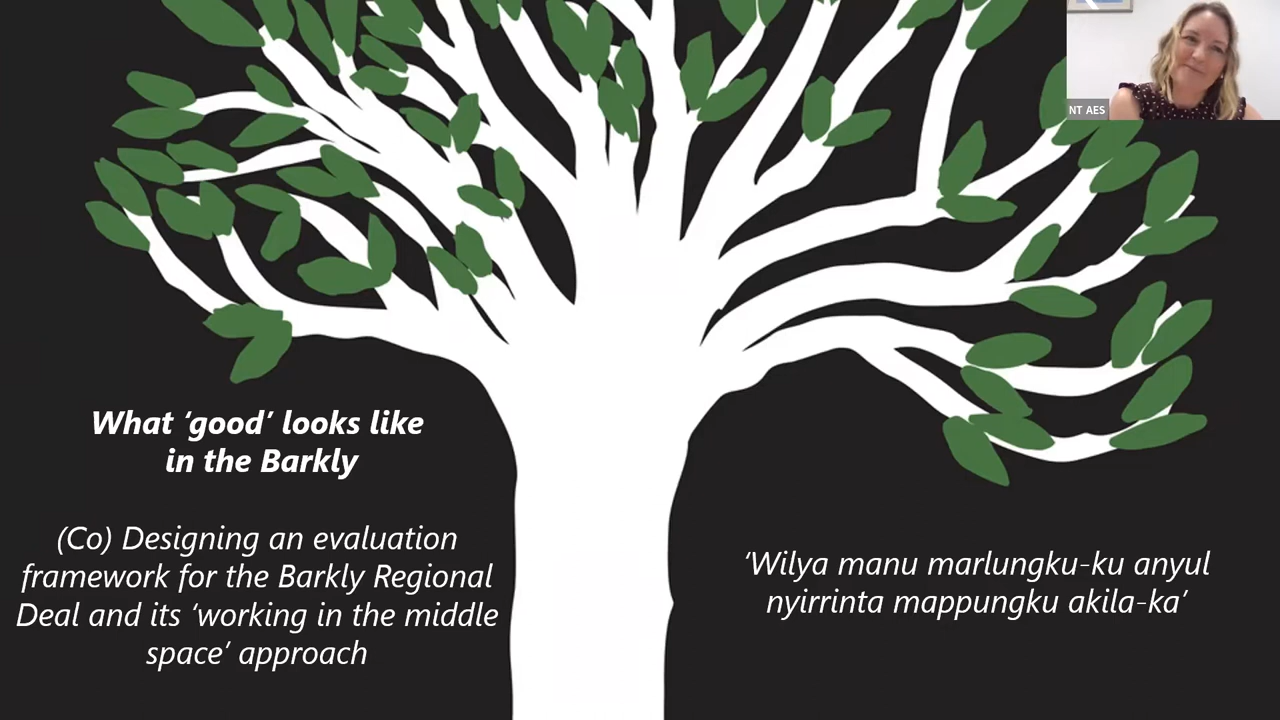 NT AES
What ‘good’ looks like
in the Barkly
(Co) Designing an evaluation
framework for the Barkly Regional
Deal and its ‘working in the middle
space’ approach
‘Wilya manu marlungku-ku anyul
nyirrinta mappungku akila-ka’